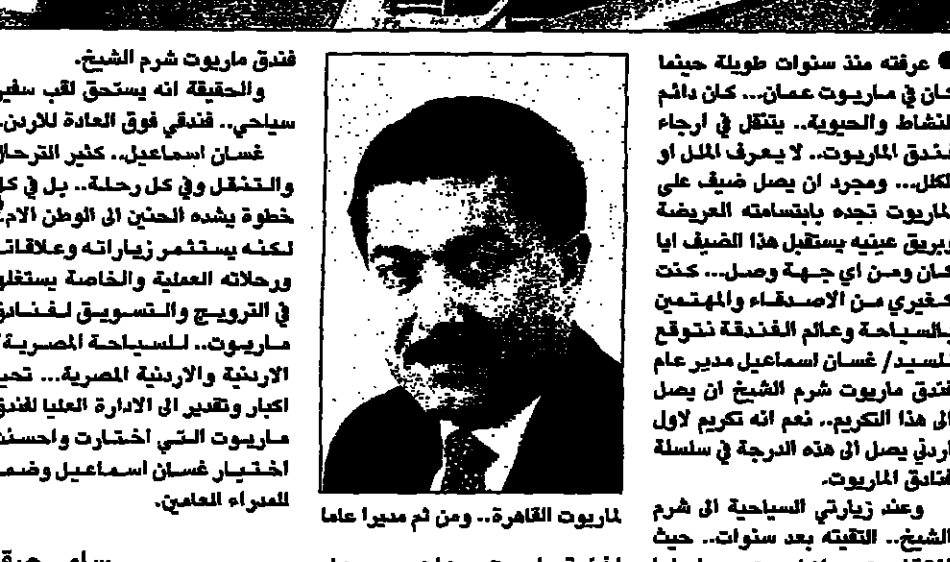 ● عرفته منذ سنوات طويلة حينما
كان في ماريوت عمان... كان دائم
النشاط والحيوية.. يتنقل في ارجاء
فندق الماريوت.. لا يعرف الملل او
الكلل... ومجرد ان يصل ضيف على
الماريوت تجده بابتسامته العريضة
وبريق عينيه يستقبل هذا الضيف ايا
كان ومن اي جهة وصل... كنت
كغيري من الاصدقاء والمهتمين
بالسياحة وعالم الفندقة نتوقع
للسيد/ غسان اسماعيل مدير عام
فندق ماريوت شرم الشيخ ان يصل
الى هذا التكريم.. نعم انه تكريم لاول
اردني يصل الى هذه الدرجة في سلسلة
فنادق الماريوت.
وعند زيارتي السياحية الى شرم
الشيخ.. التقيته بعد سنوات.. حيث
لماريوت القاهرة.. ومن ثم مديرا عاما
فندق ماريوت شرم الشيخ.
والحقيقة انه يستحق لقب سفير
سياحي.. فندقي فوق العادة للاردن.
غسان اسماعيل.. كثير الترحال
والتنقل وفي كل رحلة.. بل في كل
خطوة يشده الحنين الى الوطن الام.
لكنه يستثمر زياراته وعلاقاته
ورحلاته العملية والخاصة يستغلها
في الترويج والتسويق لفنادق
ماريوت.. للسياحة المصرية/
الاردنية والاردنية المصرية... تحية
اكبار وتقدير الى الادارة العليا لفندق
ماريوت التي اختارت واحسنت
اختيار غسان اسماعيل وضمه
للمدراء العامين.